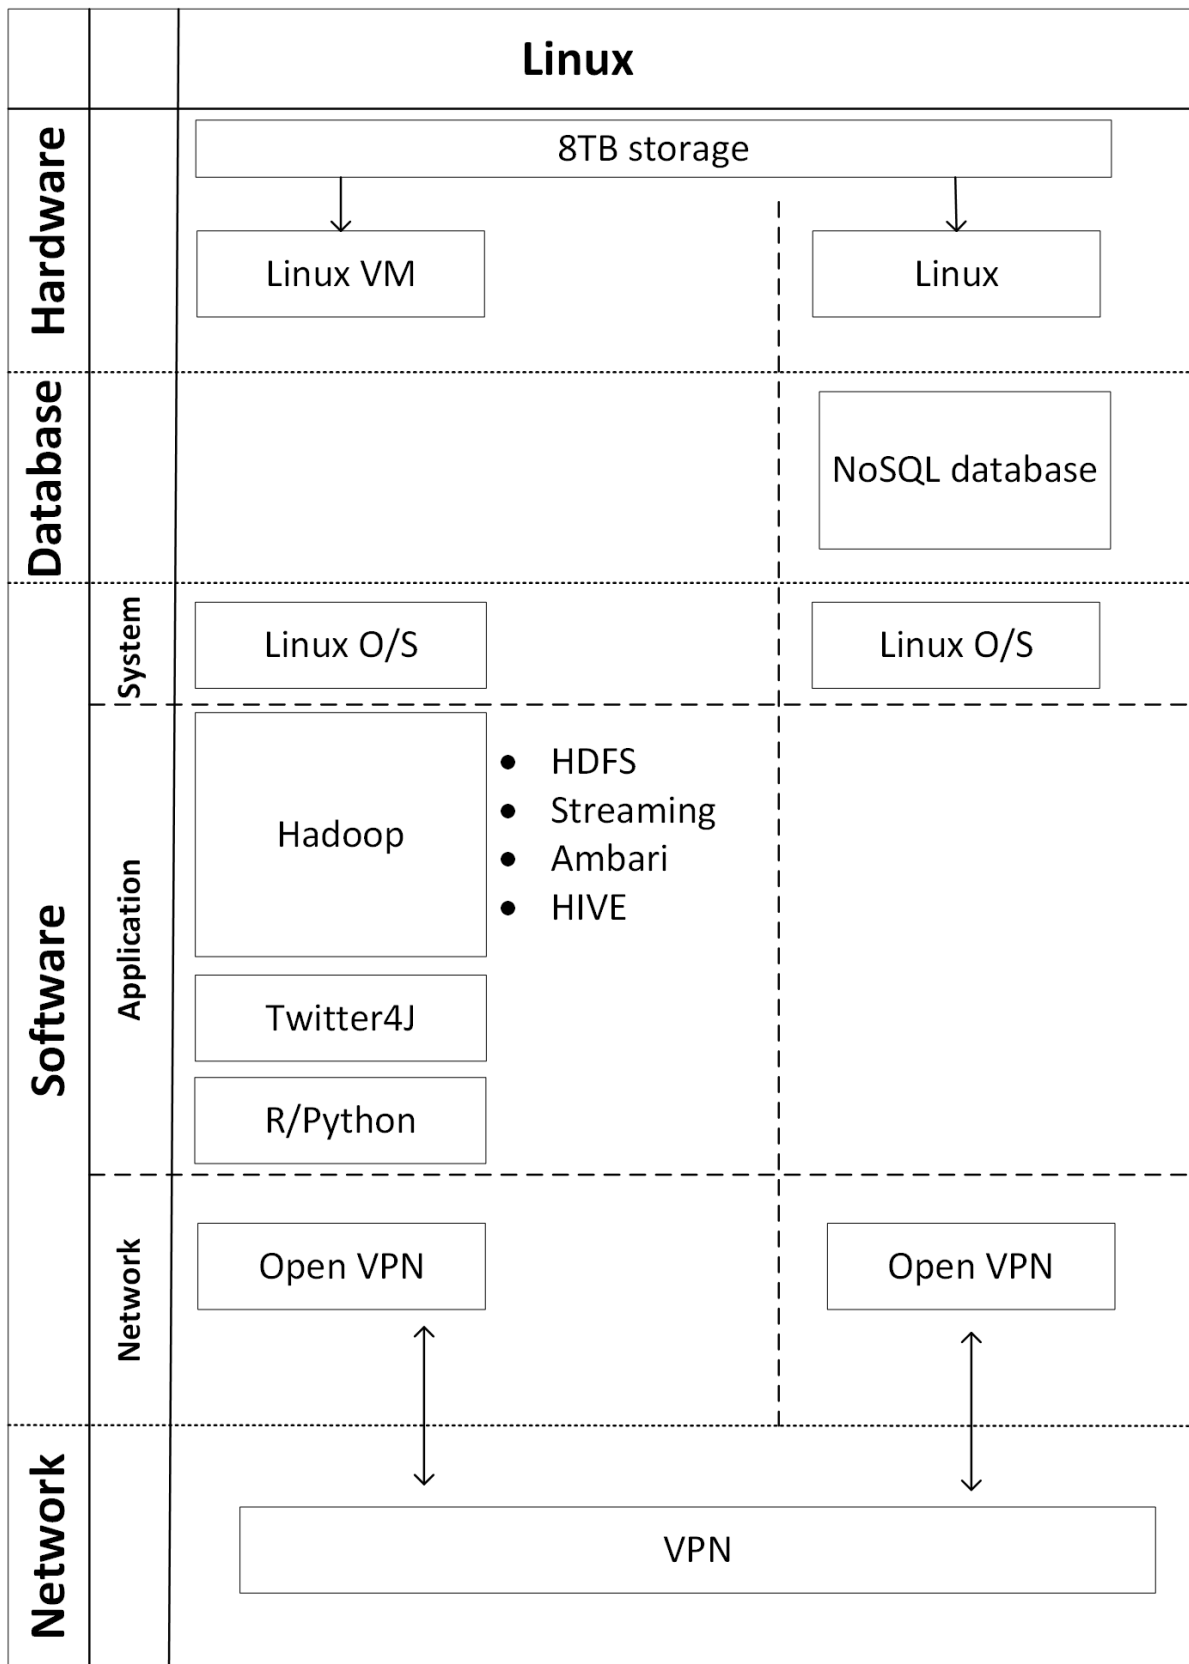 Linux
Hardware
8TB storage
Linux VM
Linux
Database
NoSQL database
Software
System
Linux O/S
Linux O/S
Application
Hadoop
• HDFS
• Streaming
• Ambari
• HIVE
Twitter4J
R/Python
Network
Open VPN
Open VPN
Network
VPN